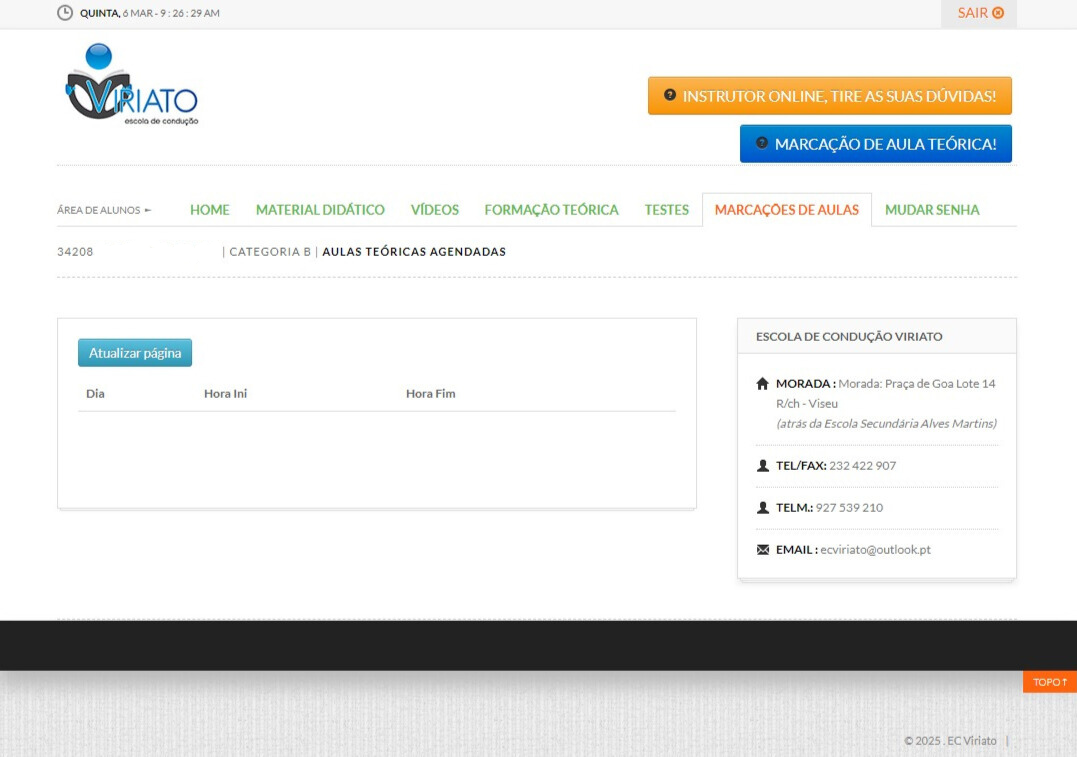 QUINTA, 6 MAR - 9 : 26 : 29 AM
SAIR
VIRIATO
escola de condução
INSTRUTOR ONLINE, TIRE AS SUAS DÚVIDAS!
MARCAÇÃO DE AULA TEÓRICA!
ÁREA DE ALUNOS
HOME
MATERIAL DIDÁTICO
VÍDEOS
FORMAÇÃO TEÓRICA
TESTES
MARCAÇÕES DE AULAS
MUDAR SENHA
34208 | CATEGORIA B | AULAS TEÓRICAS AGENDADAS
Atualizar página
Dia
Hora Ini
Hora Fim
ESCOLA DE CONDUÇÃO VIRIATO
MORADA : Morada: Praça de Goa Lote 14
R/ch - Viseu
(atrás da Escola Secundária Alves Martins)
TEL/FAX: 232 422 907
TELM.: 927 539 210
EMAIL : ecviriato@outlook.pt
TOPO↑
© 2025 . EC Viriato |